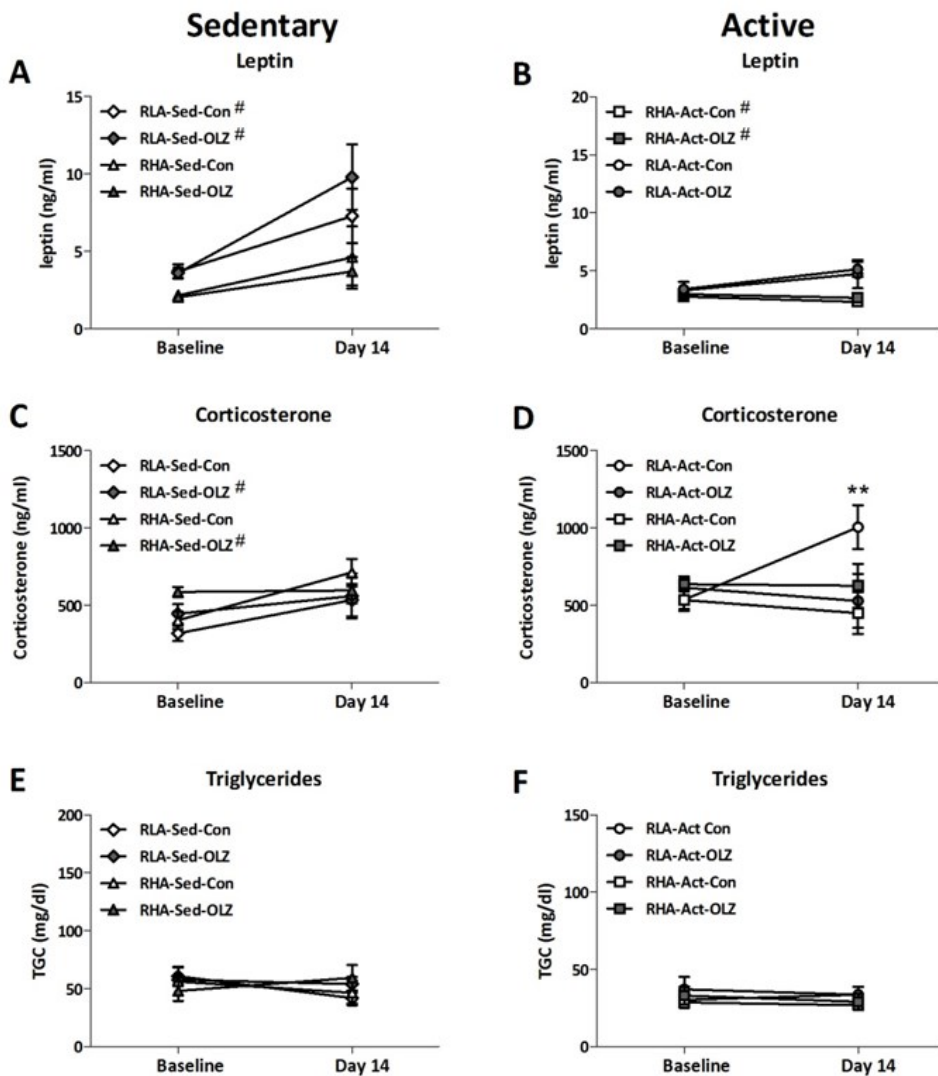 Sedentary
Active
A
Leptin
leptin (ng/ml)
15
10
5
0
RLA-Sed-Con #
RLA-Sed-OLZ #
RHA-Sed-Con
RHA-Sed-OLZ
Baseline
Day 14
B
Leptin
leptin (ng/ml)
20
15
10
5
0
RHA-Act-Con #
RHA-Act-OLZ #
RLA-Act-Con
RLA-Act-OLZ
Baseline
Day 14
C
Corticosterone
Corticosterone (ng/ml)
1500
1000
500
0
RLA-Sed-Con
RLA-Sed-OLZ #
RHA-Sed-Con
RHA-Sed-OLZ #
Baseline
Day 14
D
Corticosterone
Corticosterone (ng/ml)
1500
1000
500
0
RLA-Act-Con
RLA-Act-OLZ
RHA-Act-Con
RHA-Act-OLZ
**
Baseline
Day 14
E
Triglycerides
TGC (mg/dl)
200
150
100
50
0
RLA-Sed-Con
RLA-Sed-OLZ
RHA-Sed-Con
RHA-Sed-OLZ
Baseline
Day 14
F
Triglycerides
TGC (mg/dl)
150
100
50
0
RLA-Act Con
RLA-Act-OLZ
RHA-Act-Con
RHA-Act-OLZ
Baseline
Day 14